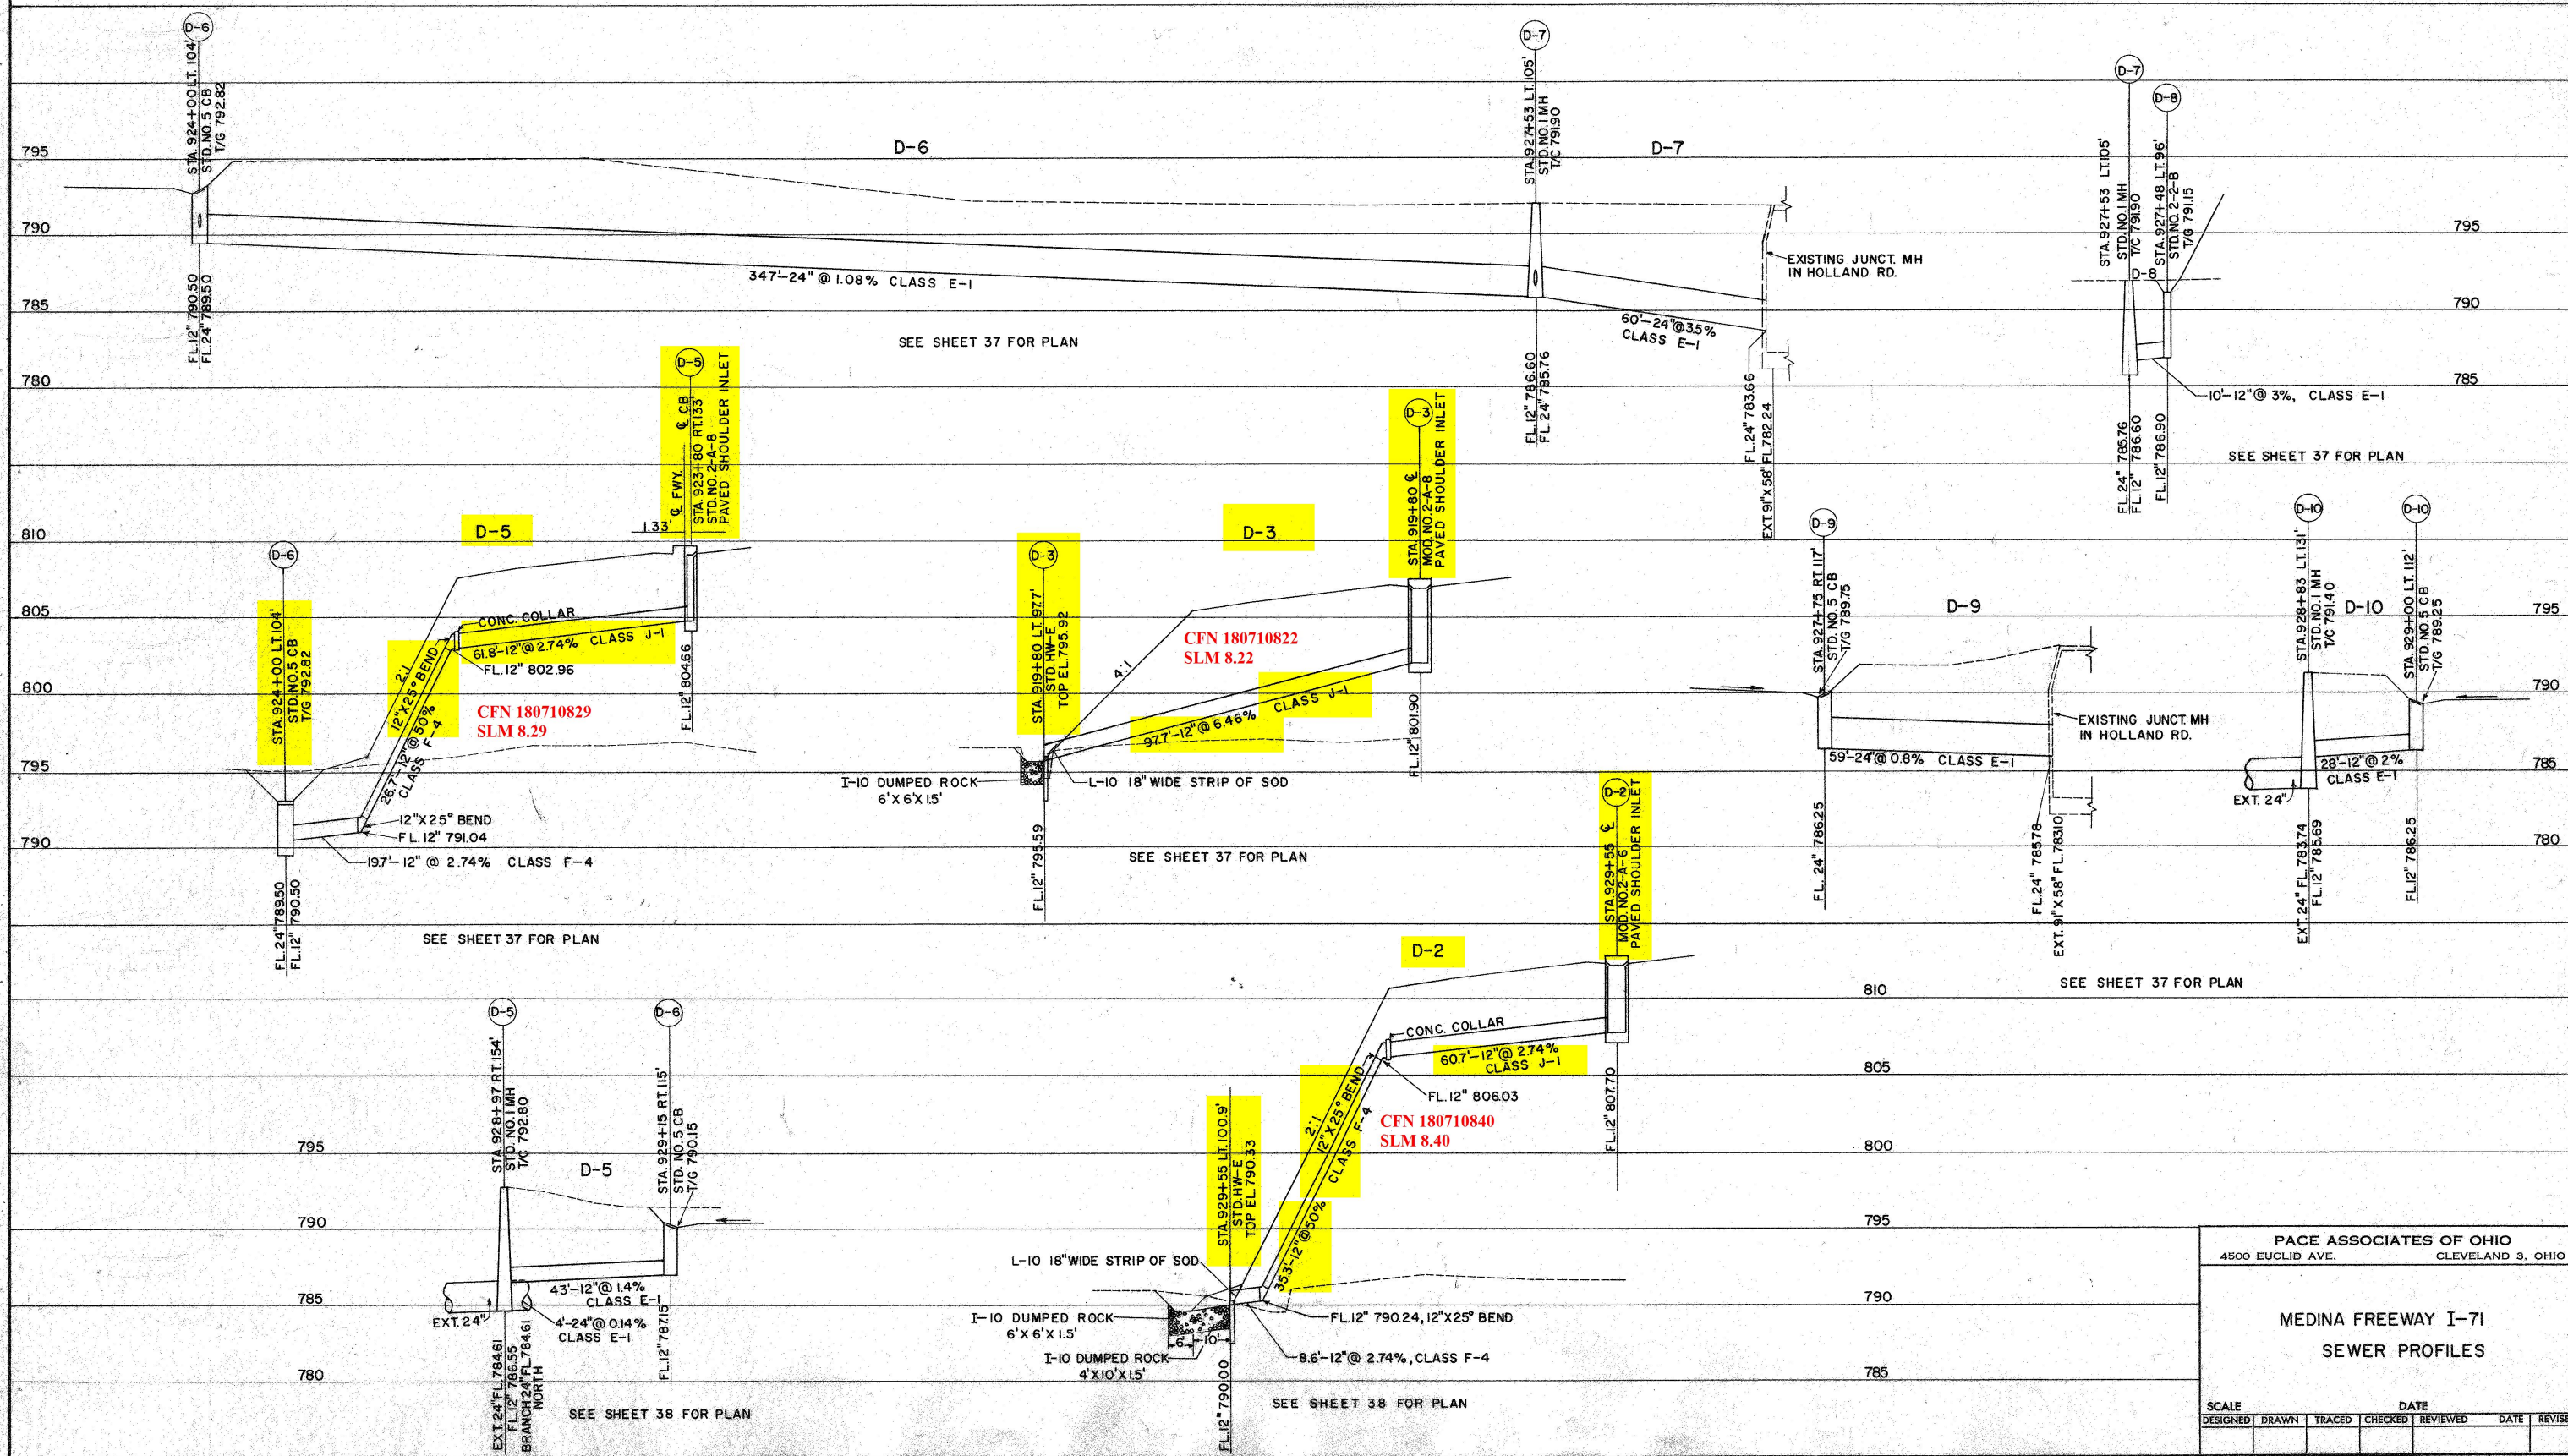 D-6
STA. 924+00 LT. 104'
STD. NO. 5 CB
T/G 792.82
D-6
D-7
STA. 927+53 LT. 105'
STD. NO. 1 MH
T/C 791.90
D-7
D-7
STA. 927+53 LT. 105'
STD. NO. 1 MH
T/C 791.90
D-8
D-8
STA. 927+48 LT. 96'
STD. NO. 2-2-B
T/G 791.15
795
790
785
780
795
790
785
FL. 12" 790.50
FL. 24" 789.50
347'-24" @ 1.08% CLASS E-1
SEE SHEET 37 FOR PLAN
FL. 12" 786.60
FL. 24" 785.76
60'-24" @ 3.5%
CLASS E-1
EXISTING JUNCT. MH
IN HOLLAND RD.
FL. 24" 783.66
EXT. 91" X 58" FL. 782.24
10'-12" @ 3%, CLASS E-1
FL. 24" 785.76
FL. 12" 786.60
FL. 12" 786.90
SEE SHEET 37 FOR PLAN
810
805
800
795
790
D-6
STA. 924+00 LT. 104'
STD. NO. 5 CB
T/G 792.82
D-5
D-5
1.33'
℄ FWY.
℄ CB
STA. 923+80 RT. 1.33'
STD. NO. 2-A-8
PAVED SHOULDER INLET
CONC. COLLAR
61.8'-12" @ 2.74% CLASS J-1
FL. 12" 802.96
2:1
12" X 25° BEND
26.7'-12" @ 50%
CLASS F-4
CFN 180710829
SLM 8.29
FL. 12" 804.66
12" X 25° BEND
FL. 12" 791.04
19.7'-12" @ 2.74% CLASS F-4
FL. 24" 789.50
FL. 12" 790.50
SEE SHEET 37 FOR PLAN
D-3
STA. 919+80 LT. 97.7'
STD. HW-E
TOP EL. 795.92
D-3
D-3
STA. 919+80 ℄
MOD. NO. 2-A-8
PAVED SHOULDER INLET
4:1
CFN 180710822
SLM 8.22
97.7'-12" @ 6.46% CLASS J-1
I-10 DUMPED ROCK
6' X 6' X 1.5'
L-10 18" WIDE STRIP OF SOD
FL. 12" 795.59
FL. 12" 801.90
SEE SHEET 37 FOR PLAN
D-9
STA. 927+75 RT. 117'
STD. NO. 5 CB
T/G 789.75
D-9
EXISTING JUNCT. MH
IN HOLLAND RD.
59'-24" @ 0.8% CLASS E-1
FL. 24" 786.25
FL. 24" 785.78
EXT. 91" X 58" FL. 783.10
D-10
STA. 928+83 LT. 131'
STD. NO. 1 MH
T/C 791.40
D-10
D-10
STA. 929+00 LT. 112'
STD. NO. 5 CB
T/G 789.25
795
790
785
780
28'-12" @ 2%
CLASS E-1
EXT. 24"
EXT. 24" FL. 783.74
FL. 12" 785.69
FL. 12" 786.25
SEE SHEET 37 FOR PLAN
D-5
STA. 928+97 RT. 154'
STD. NO. 1 MH
T/C 792.80
D-5
D-6
STA. 929+15 RT. 115'
STD. NO. 5 CB
T/G 790.15
795
790
785
780
43'-12" @ 1.4%
CLASS E-1
EXT. 24"
4'-24" @ 0.14%
CLASS E-1
EXT. 24" FL. 784.61
FL. 12" 786.55
BRANCH 24" FL. 784.61
NORTH
FL. 12" 787.15
SEE SHEET 38 FOR PLAN
D-2
D-2
STA. 929+55 ℄
MOD. NO. 2-A-6
PAVED SHOULDER INLET
CONC. COLLAR
60.7'-12" @ 2.74%
CLASS J-1
FL. 12" 806.03
2:1
12" X 25° BEND
CLASS F-4
35.3'-12" @ 50%
CFN 180710840
SLM 8.40
FL. 12" 807.70
STA. 929+55 LT. 100.9'
STD. HW-E
TOP EL. 790.33
L-10 18" WIDE STRIP OF SOD
I-10 DUMPED ROCK
6' X 6' X 1.5'
6'
10'
I-10 DUMPED ROCK
4' X 10' X 1.5'
FL. 12" 790.24, 12" X 25° BEND
8.6'-12" @ 2.74%, CLASS F-4
FL. 12" 790.00
SEE SHEET 38 FOR PLAN
810
805
800
795
790
785
PACE ASSOCIATES OF OHIO
4500 EUCLID AVE. CLEVELAND 3, OHIO
MEDINA FREEWAY I-71
SEWER PROFILES
SCALE DATE
DESIGNED DRAWN TRACED CHECKED REVIEWED DATE